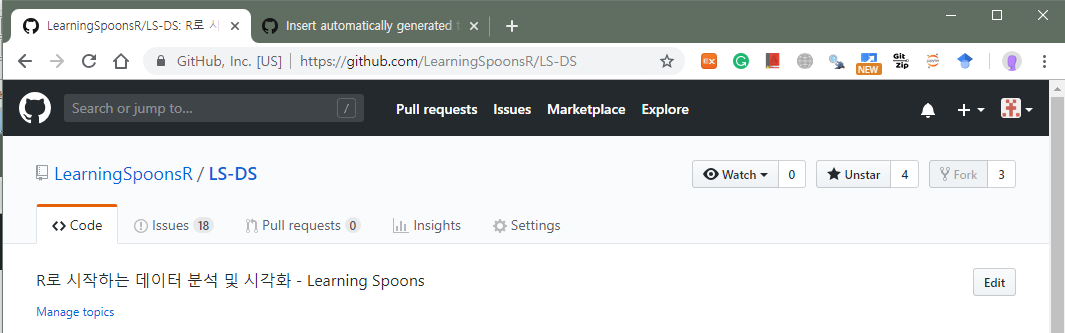 LearningSpoonsR/LS-DS: R로 시
Insert automatically generated t
GitHub, Inc. [US] | https://github.com/LearningSpoonsR/LS-DS
EX
G
NEW
Git Zip
Search or jump to... /
Pull requests Issues Marketplace Explore
LearningSpoonsR / LS-DS
Watch 0 Unstar 4 Fork 3
Code Issues 18 Pull requests 0 Insights Settings
R로 시작하는 데이터 분석 및 시각화 - Learning Spoons
Edit
Manage topics